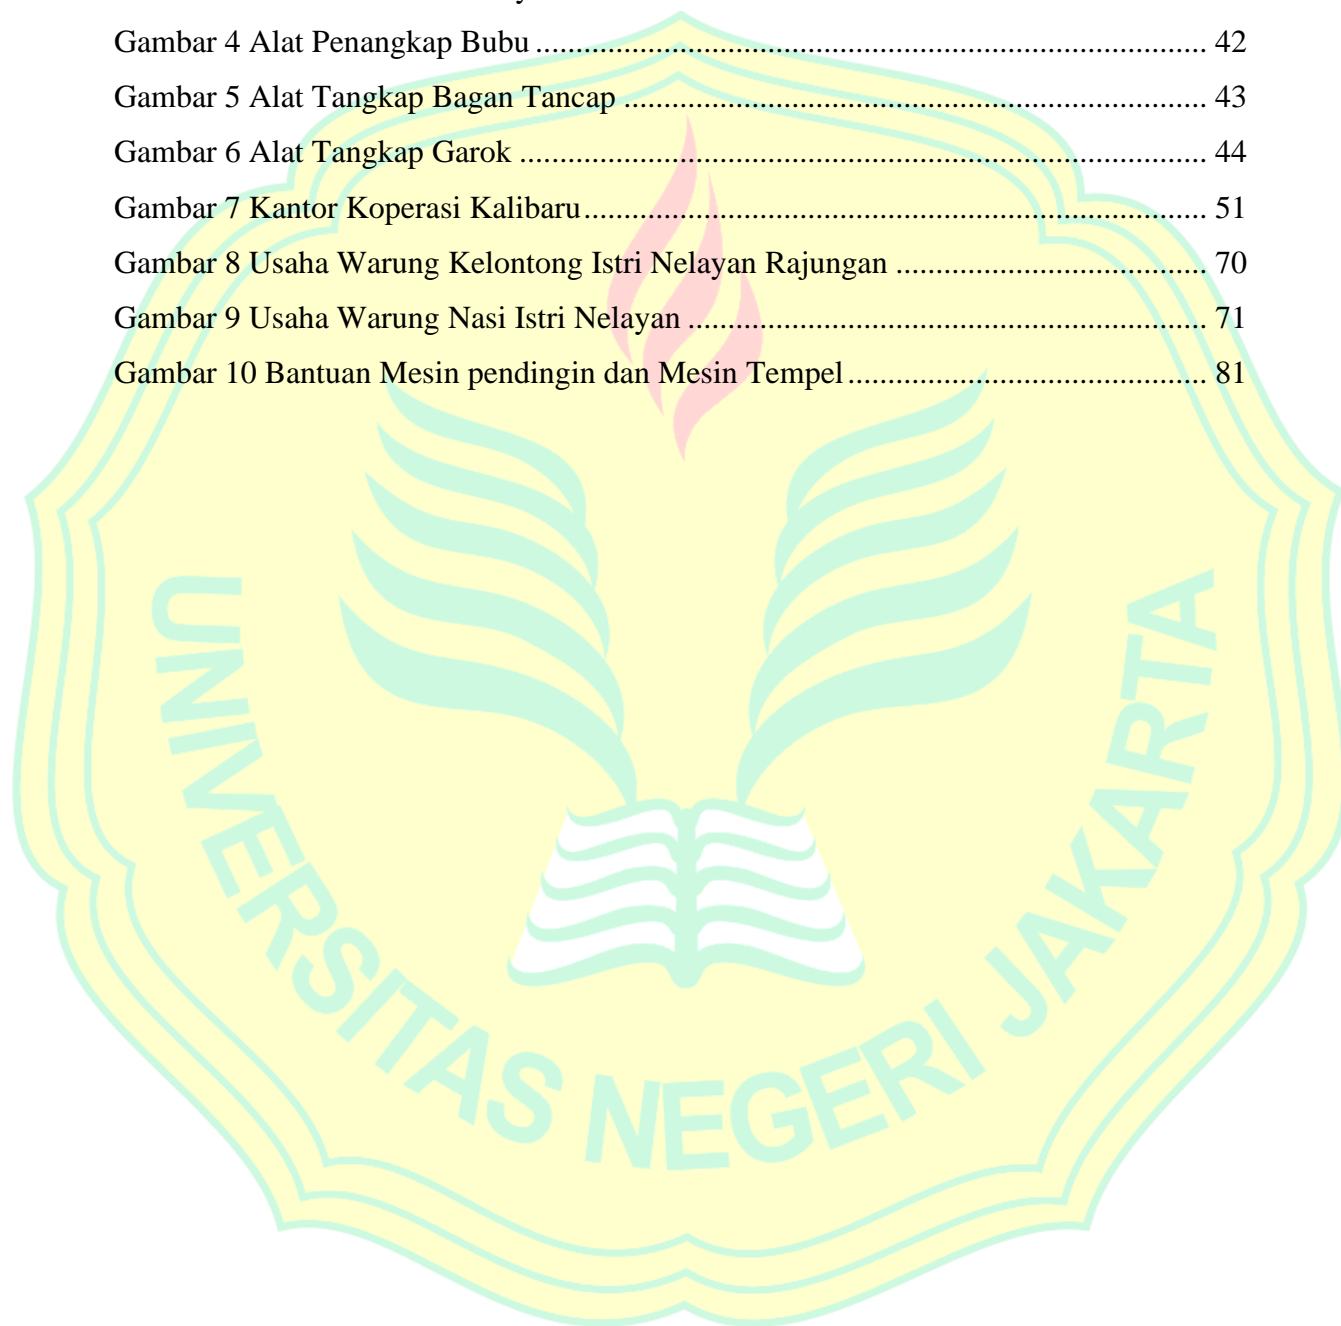 Gambar 4 Alat Penangkap Bubu .................................................................................. 42
Gambar 5 Alat Tangkap Bagan Tancap ....................................................................... 43
Gambar 6 Alat Tangkap Garok .................................................................................... 44
Gambar 7 Kantor Koperasi Kalibaru ............................................................................ 51
Gambar 8 Usaha Warung Kelontong Istri Nelayan Rajungan ...................................... 70
Gambar 9 Usaha Warung Nasi Istri Nelayan ................................................................ 71
Gambar 10 Bantuan Mesin pendingin dan Mesin Tempel ............................................ 81
UNIVERSITAS NEGERI JAKARTA